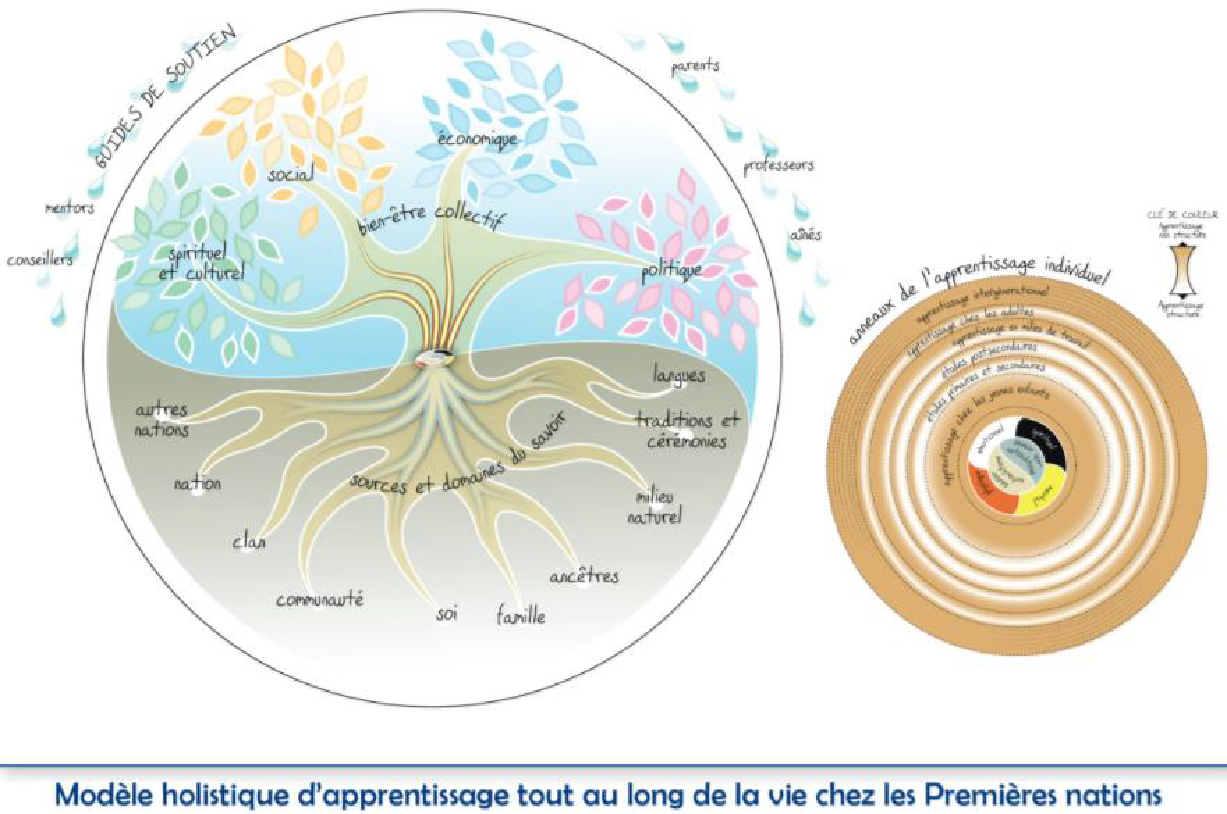 GUIDES DE SOUTIEN
mentors
conseillers
parents
professeurs
aînés
social
économique
bien-être collectif
spirituel
et culturel
politique
autres
nations
nation
clan
communauté
soi
famille
ancêtres
milieu
naturel
traditions et
cérémonies
langues
sources et domaines du savoir
CLÉ DE COULEUR
Apprentissage
non structuré
Apprentissage
structuré
anneaux de l'apprentissage individuel
apprentissage intergénérationnel
apprentissage chez les adultes
apprentissage en milieu de travail
études postsecondaires
études primaires et secondaires
apprentissage chez les jeunes enfants
émotionnel
spirituel
physique
mental
Modèle holistique d'apprentissage tout au long de la vie chez les Premières nations